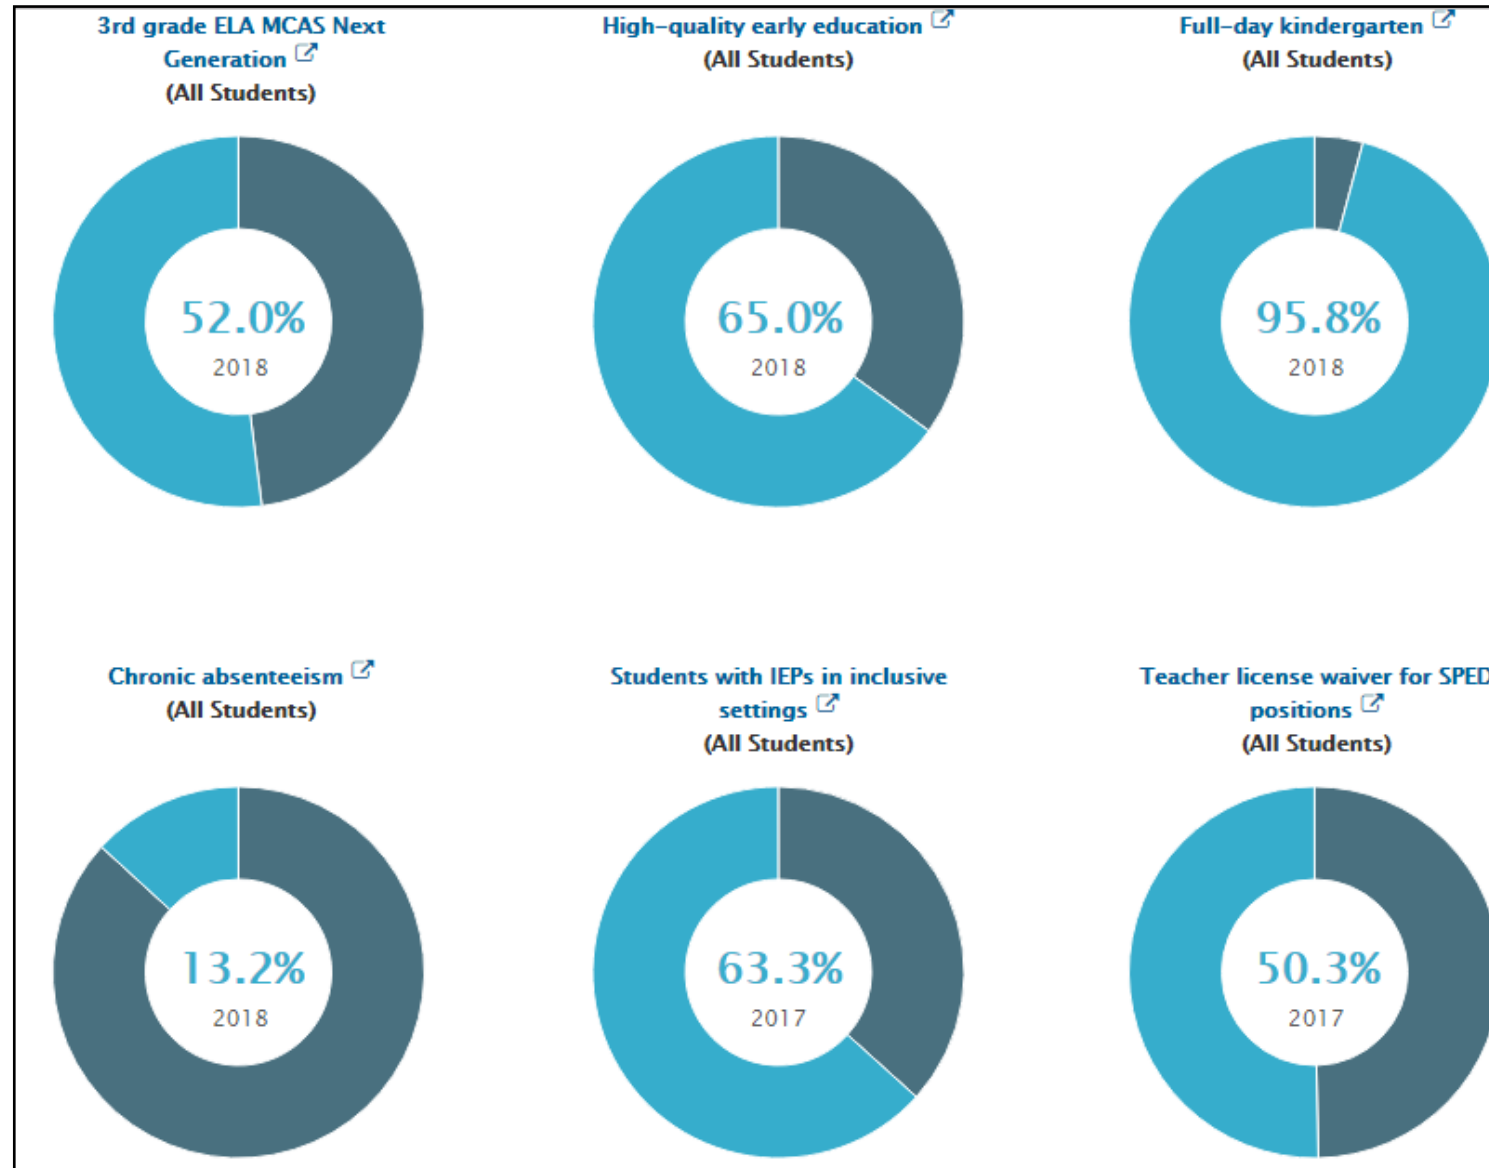 3rd grade ELA MCAS Next
Generation
(All Students)
52.0%
2018
High-quality early education
(All Students)
65.0%
2018
Full-day kindergarten
(All Students)
95.8%
2018
Chronic absenteeism
(All Students)
13.2%
2018
Students with IEPs in inclusive
settings
(All Students)
63.3%
2017
Teacher license waiver for SPED
positions
(All Students)
50.3%
2017